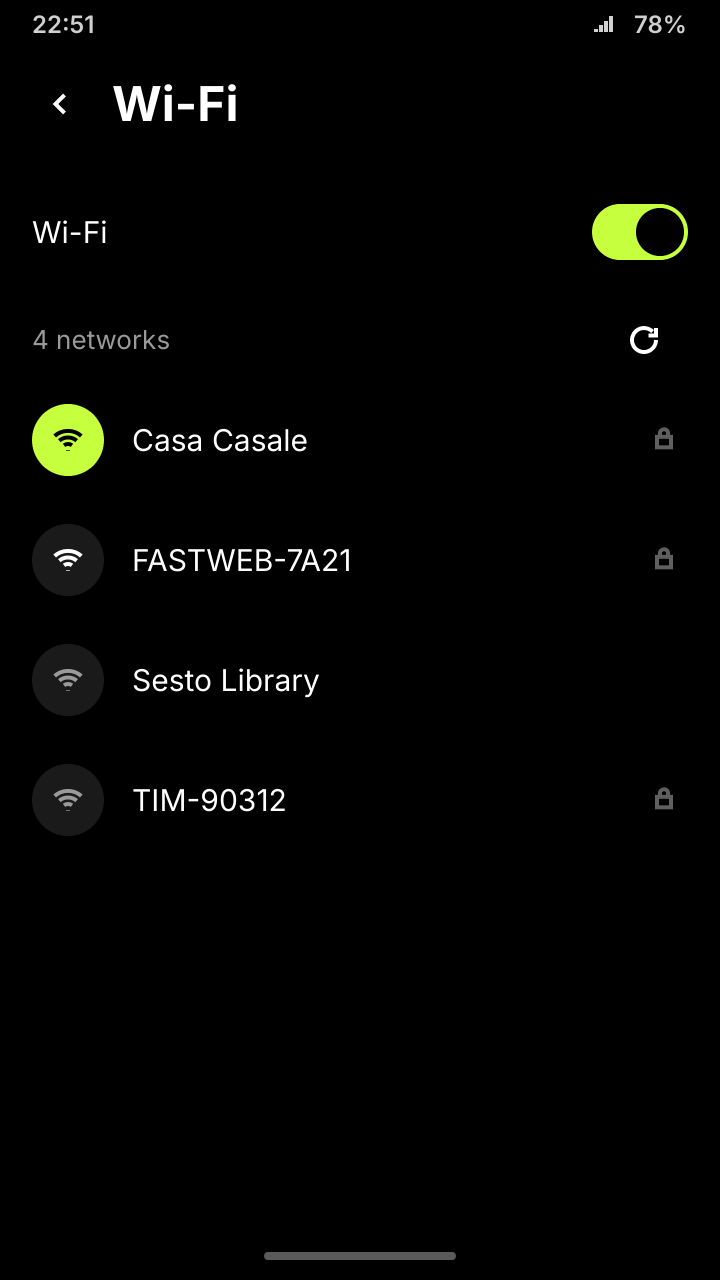 22:51 78%
Wi-Fi
Wi-Fi
4 networks
Casa Casale
FASTWEB-7A21
Sesto Library
TIM-90312